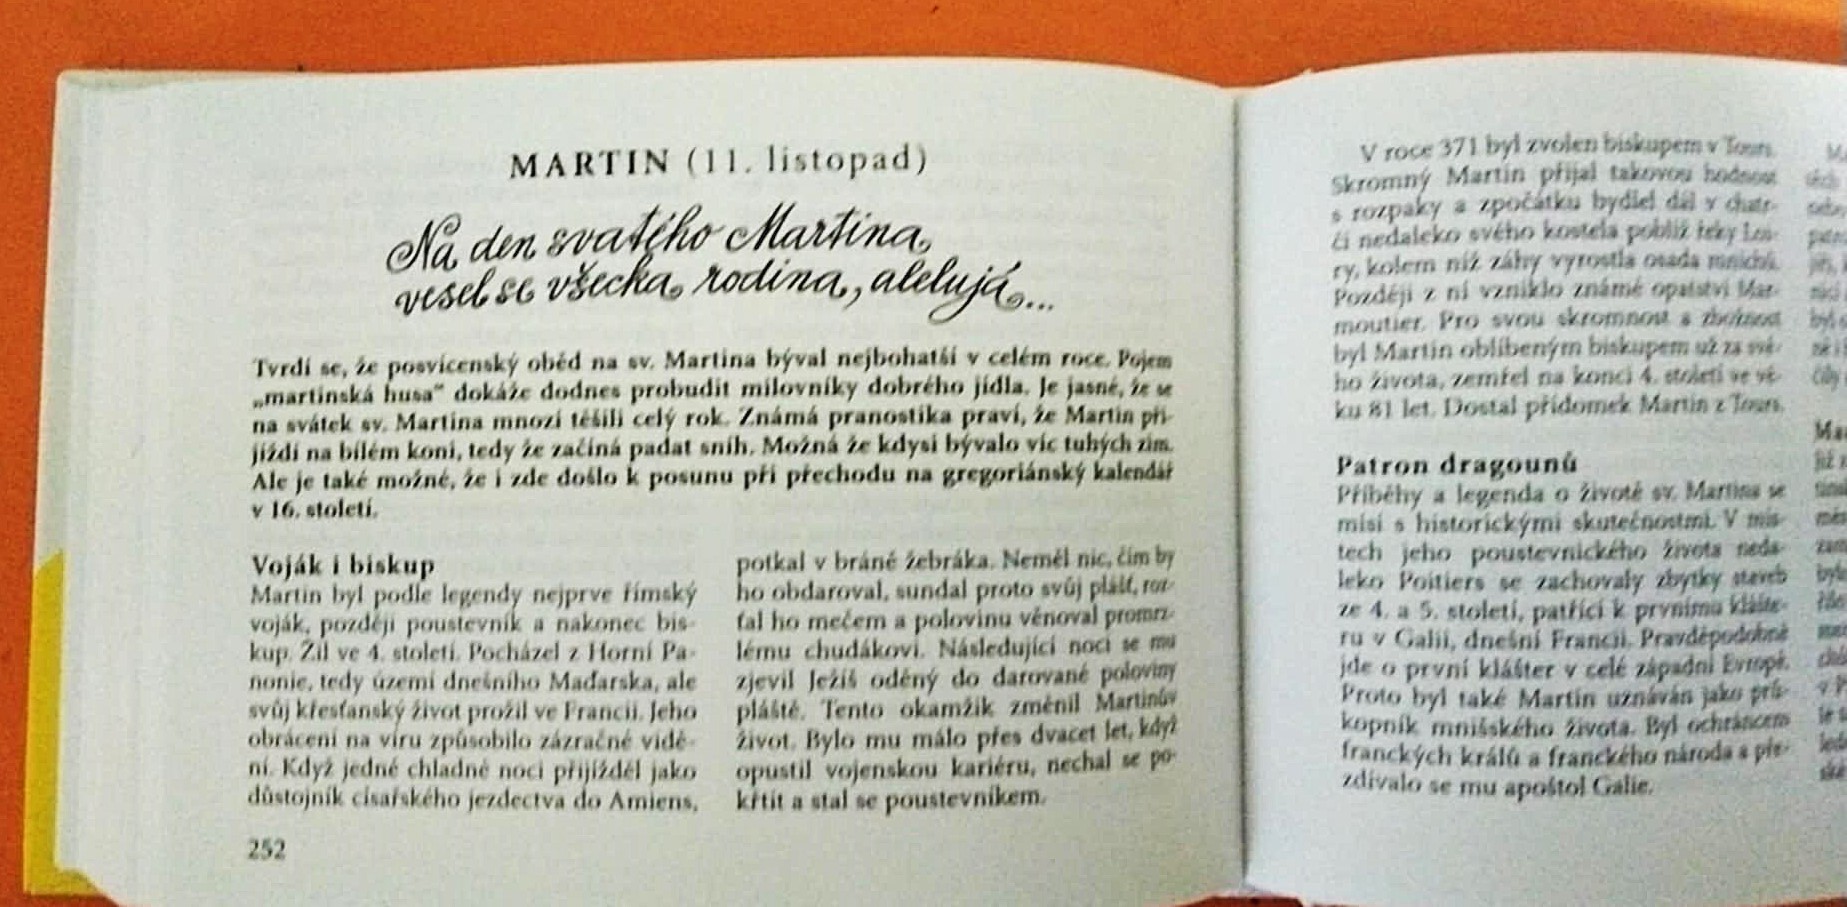 MARTIN (11. listopad)
Na den svatého Martina,
vesel se všecka rodina, alelujá...
Tvrdí se, že posvícenský oběd na sv. Martina býval nejbohatší v celém roce. Pojem
„martinská husa“ dokáže dodnes probudit milovníky dobrého jídla. Je jasné, že se
na svátek sv. Martina mnozí těšili celý rok. Známá pranostika praví, že Martin při-
jíždí na bílém koni, tedy že začíná padat sníh. Možná že kdysi bývalo víc tuhých zim.
Ale je také možné, že i zde došlo k posunu při přechodu na gregoriánský kalendář
v 16. století.
Voják i biskup
Martin byl podle legendy nejprve římský
voják, později poustevník a nakonec bis-
kup. Žil ve 4. století. Pocházel z Horní Pa-
nonie, tedy území dnešního Maďarska, ale
svůj křesťanský život prožil ve Francii. Jeho
obrácení na víru způsobilo zázračné vidě-
ní. Když jedné chladné noci přijížděl jako
důstojník císařského jezdectva do Amiens,
potkal v bráně žebráka. Neměl nic, čím by
ho obdaroval, sundal proto svůj plášť, roz-
ťal ho mečem a polovinu věnoval promrz-
lému chudákovi. Následující noci se mu
zjevil Ježíš oděný do darované poloviny
pláště. Tento okamžik změnil Martinův
život. Bylo mu málo přes dvacet let, když
opustil vojenskou kariéru, nechal se po-
křtít a stal se poustevníkem.
252
V roce 371 byl zvolen biskupem v Tours.
Skromný Martin přijal takovou hodnost
s rozpaky a zpočátku bydlel dál v chatr-
či nedaleko svého kostela poblíž řeky Loi-
ry, kolem níž záhy vyrostla osada mnichů.
Později z ní vzniklo známé opatství Mar-
moutier. Pro svou skromnost a zbožnost
byl Martin oblíbeným biskupem už za své-
ho života, zemřel na konci 4. století ve vě-
ku 81 let. Dostal přídomek Martin z Tours.
Patron dragounů
Příběhy a legenda o životě sv. Martina se
mísí s historickými skutečnostmi. V mís-
tech jeho poustevnického života neda-
leko Poitiers se zachovaly zbytky staveb
ze 4. a 5. století, patřící k prvnímu klášte-
ru v Galii, dnešní Francii. Pravděpodobně
jde o první klášter v celé západní Evropě.
Proto byl také Martin uznáván jako prů-
kopník mnišského života. Byl ochráncem
franckých králů a franckého národa a pře-
zdívalo se mu apoštol Galie.